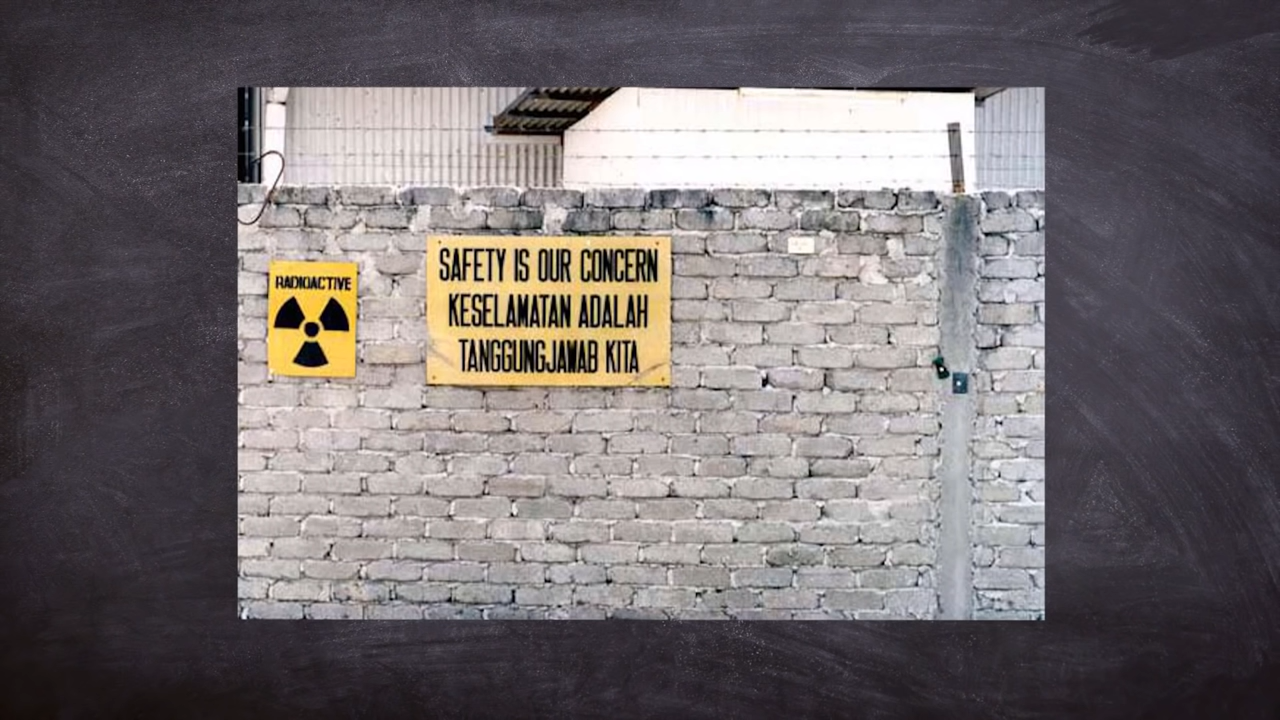 RADIOACTIVE
SAFETY IS OUR CONCERN
KESELAMATAN ADALAH
TANGGUNGJAWAB KITA